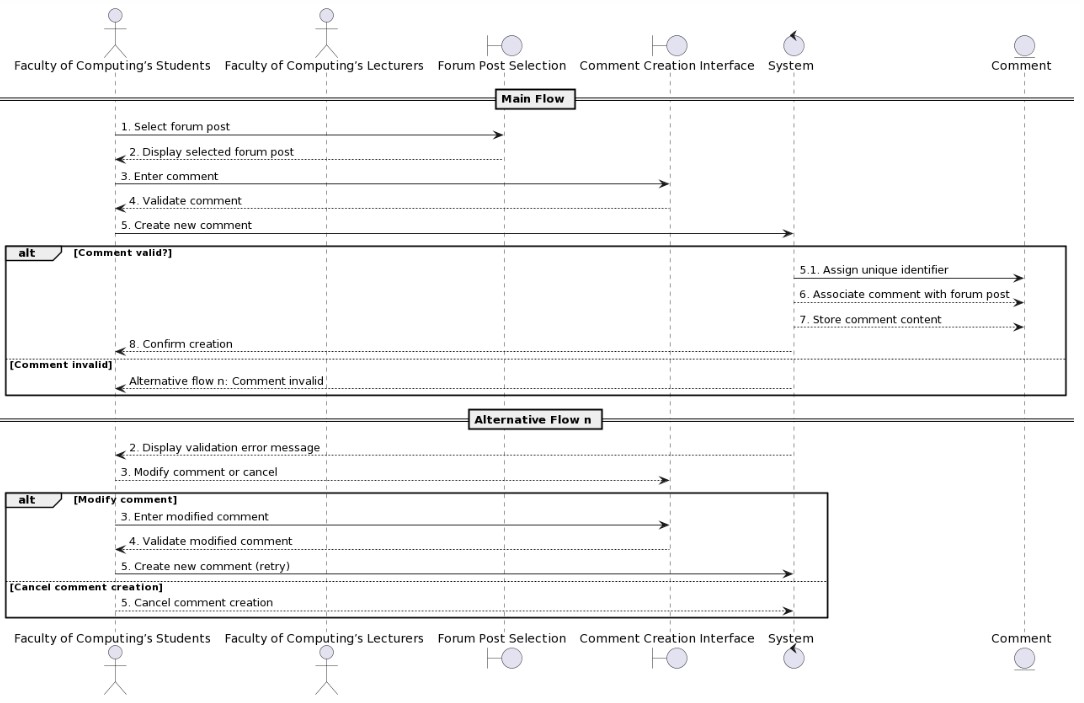 Faculty of Computing's Students Faculty of Computing's Lecturers Forum Post Selection Comment Creation Interface System Comment
Main Flow
1. Select forum post
2. Display selected forum post
3. Enter comment
4. Validate comment
5. Create new comment
alt [Comment valid?]
5.1. Assign unique identifier
6. Associate comment with forum post
7. Store comment content
8. Confirm creation
[Comment invalid]
Alternative flow n: Comment invalid
Alternative Flow n
2. Display validation error message
3. Modify comment or cancel
alt [Modify comment]
3. Enter modified comment
4. Validate modified comment
5. Create new comment (retry)
[Cancel comment creation]
5. Cancel comment creation
Faculty of Computing's Students Faculty of Computing's Lecturers Forum Post Selection Comment Creation Interface System Comment